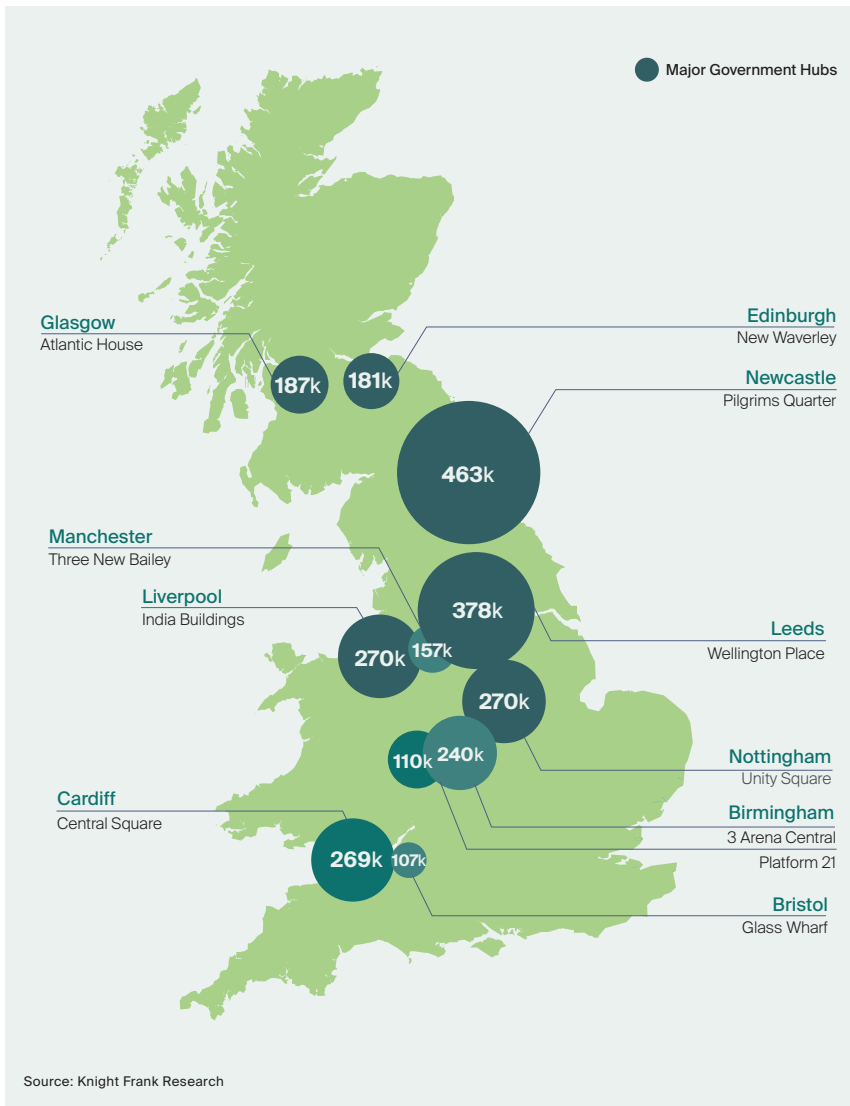 Major Government Hubs
Glasgow
Atlantic House
Edinburgh
New Waverley
187k
181k
Newcastle
Pilgrims Quarter
463k
Manchester
Three New Bailey
Liverpool
India Buildings
378k
Leeds
Wellington Place
270k
157k
270k
Nottingham
Unity Square
110k
240k
Cardiff
Central Square
Birmingham
3 Arena Central
Platform 21
269k
107k
Bristol
Glass Wharf
Source: Knight Frank Research